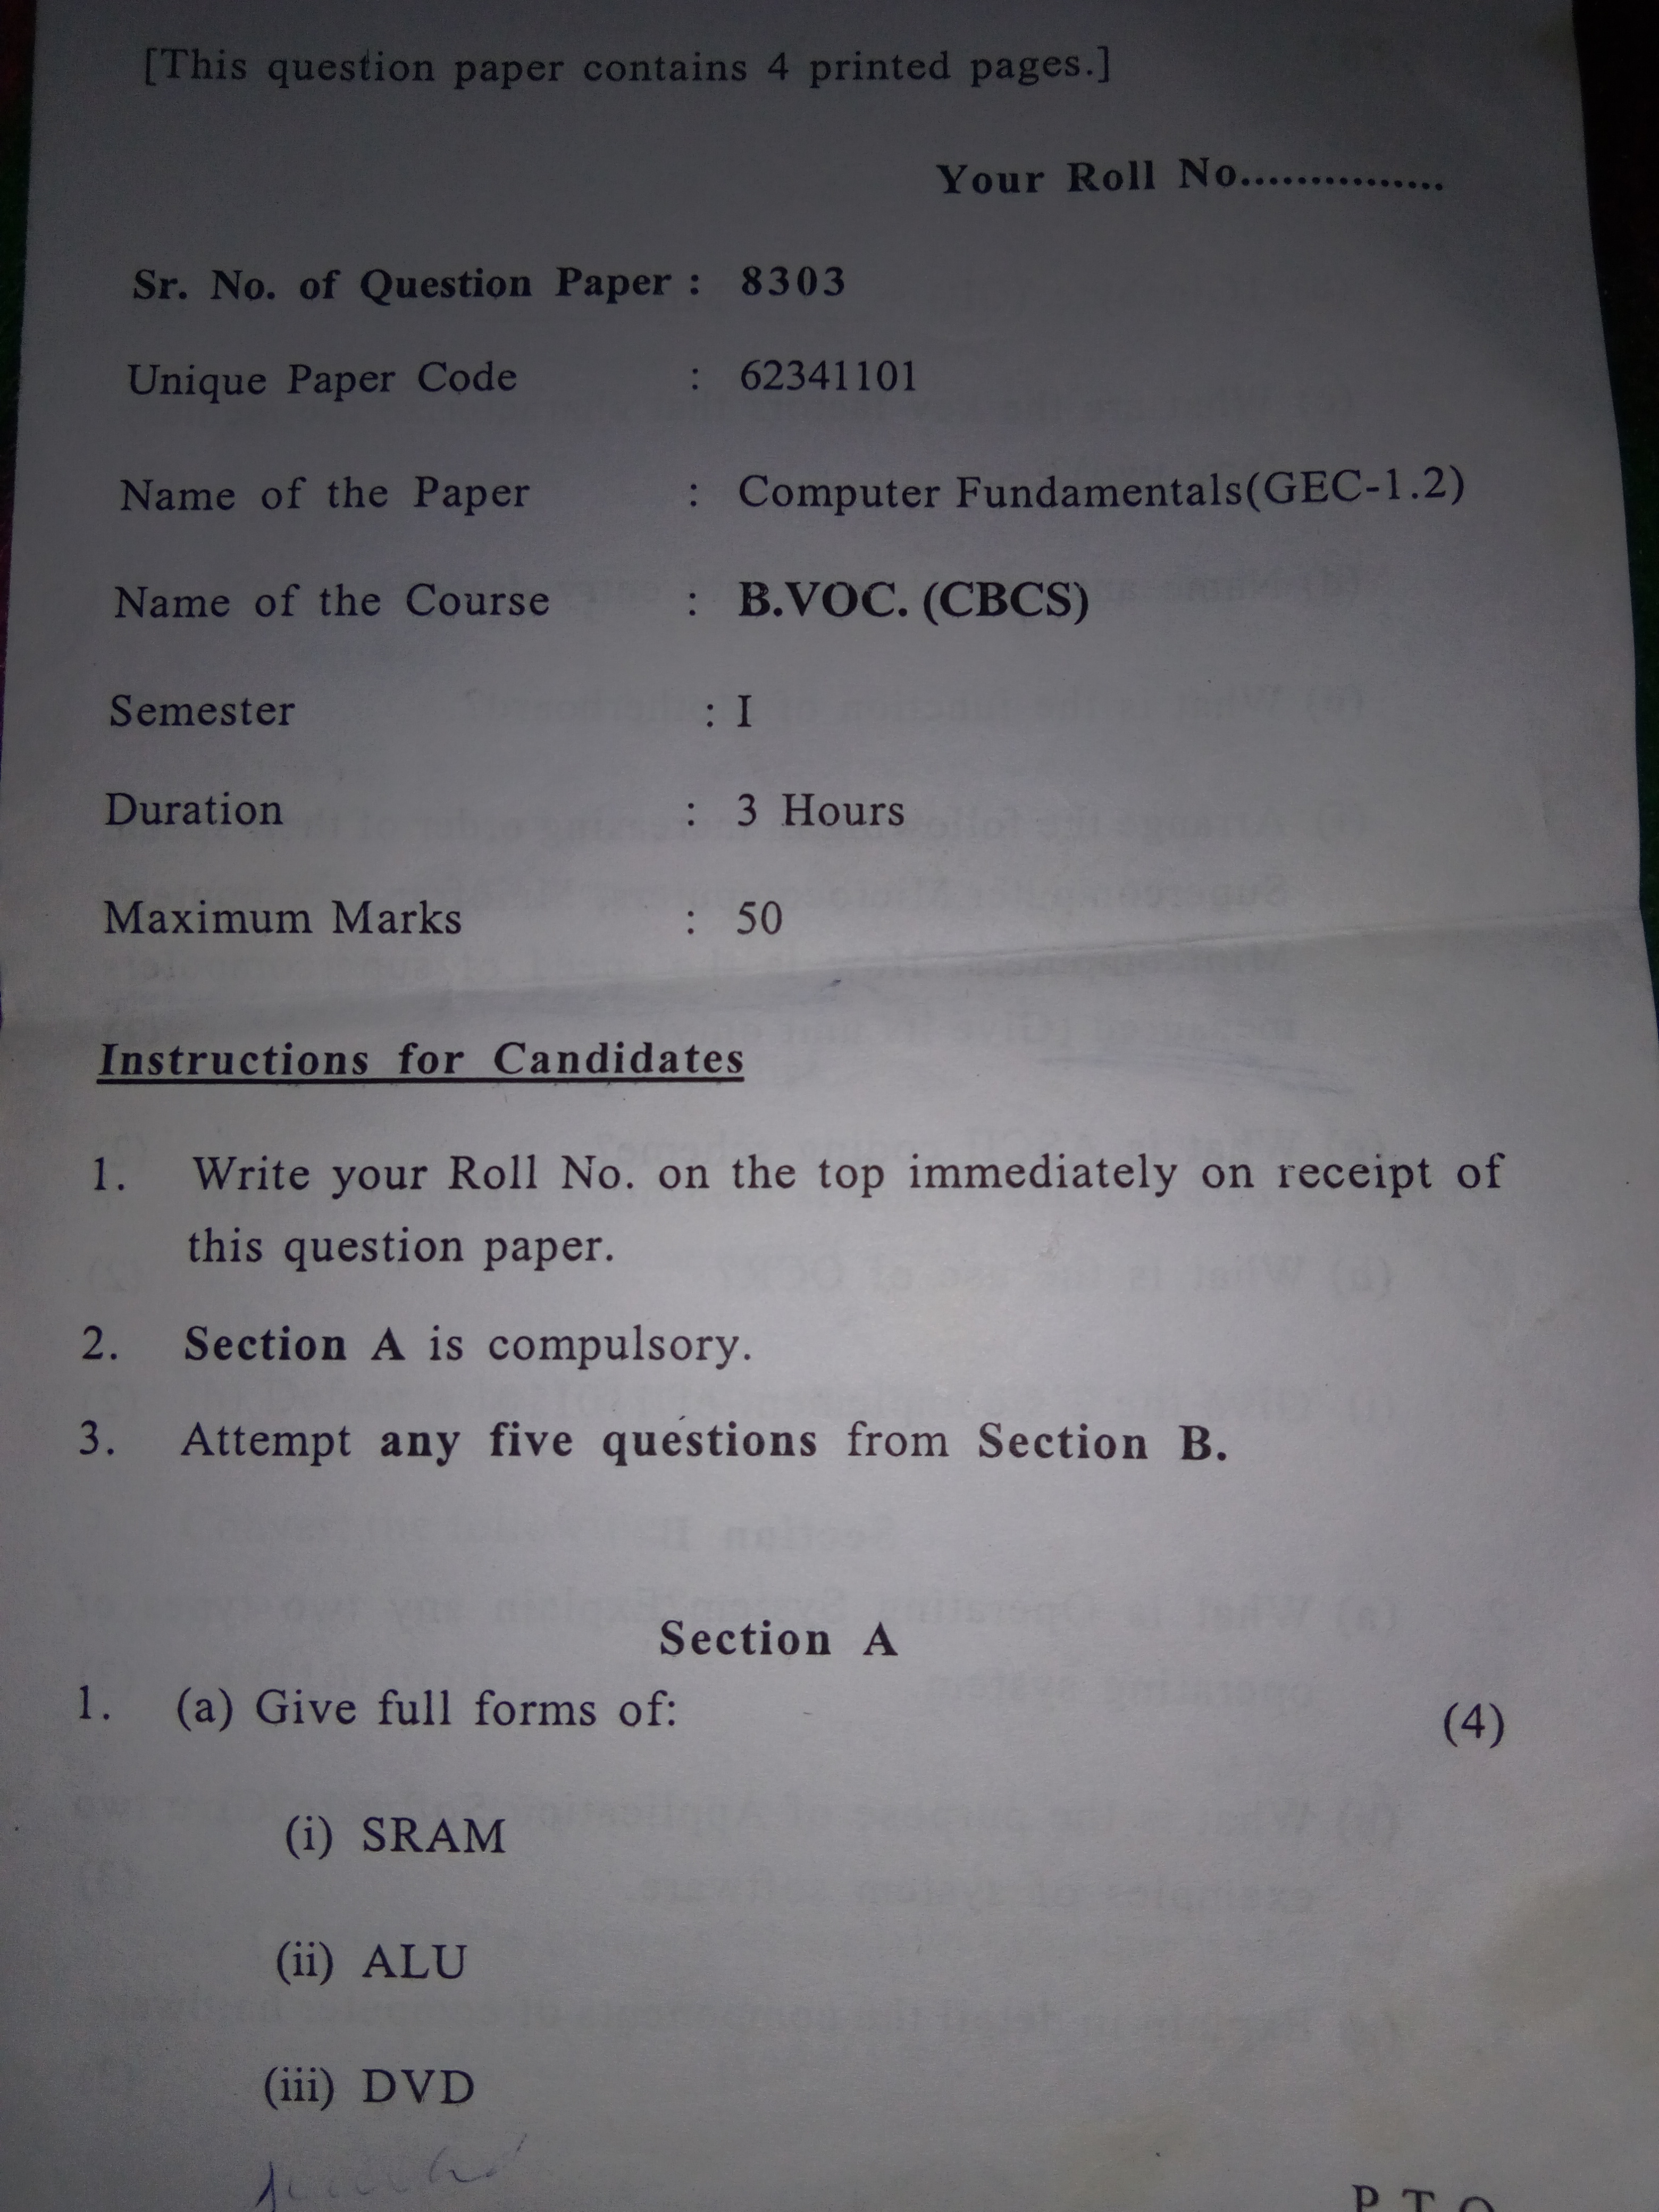 [This question paper contains 4 printed pages.]
Your Roll No................
Sr. No. of Question Paper : 8303
Unique Paper Code : 62341101
Name of the Paper : Computer Fundamentals(GEC-1.2)
Name of the Course : B.VOC. (CBCS)
Semester : I
Duration : 3 Hours
Maximum Marks : 50
Instructions for Candidates
1. Write your Roll No. on the top immediately on receipt of
this question paper.
2. Section A is compulsory.
3. Attempt any five questions from Section B.
Section A
1. (a) Give full forms of: (4)
(i) SRAM
(ii) ALU
(iii) DVD
P T O